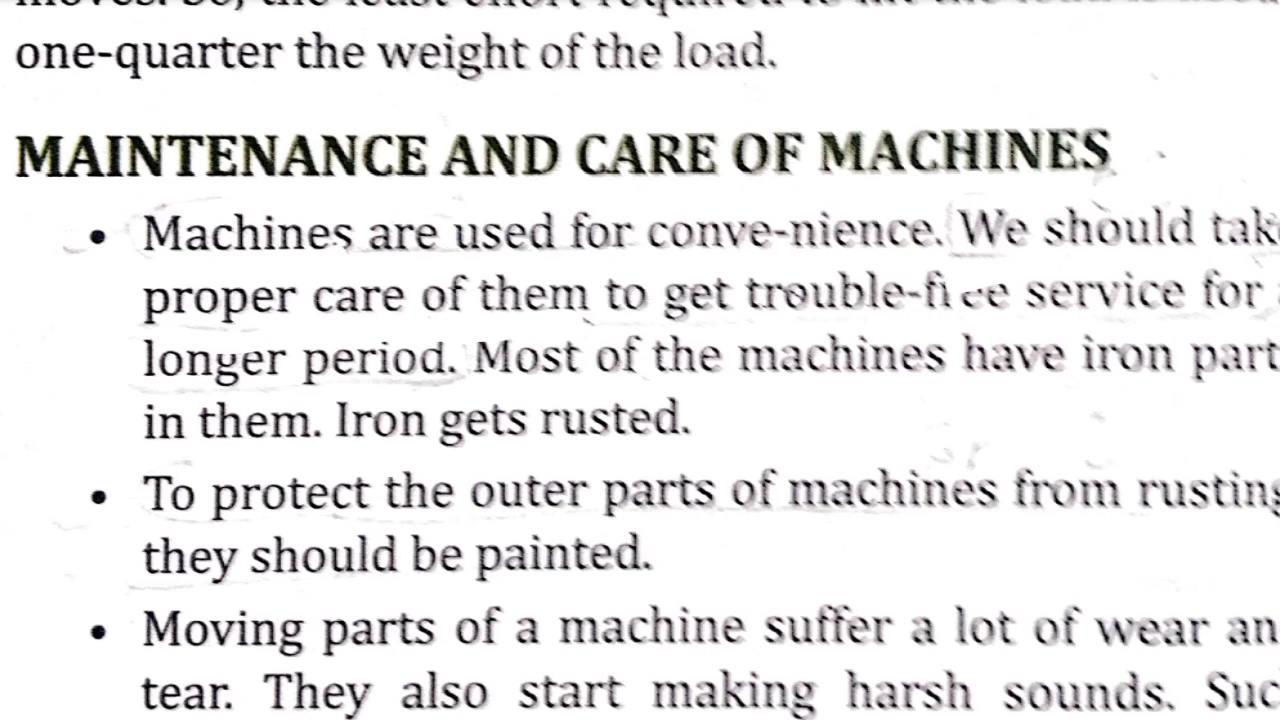 one-quarter the weight of the load.
MAINTENANCE AND CARE OF MACHINES
• Machines are used for conve-nience. We should
proper care of them to get trouble-free service for
longer period. Most of the machines have iron
in them. Iron gets rusted.
• To protect the outer parts of machines from rusting
they should be painted.
• Moving parts of a machine suffer a lot of wear
tear. They also start making harsh sounds.